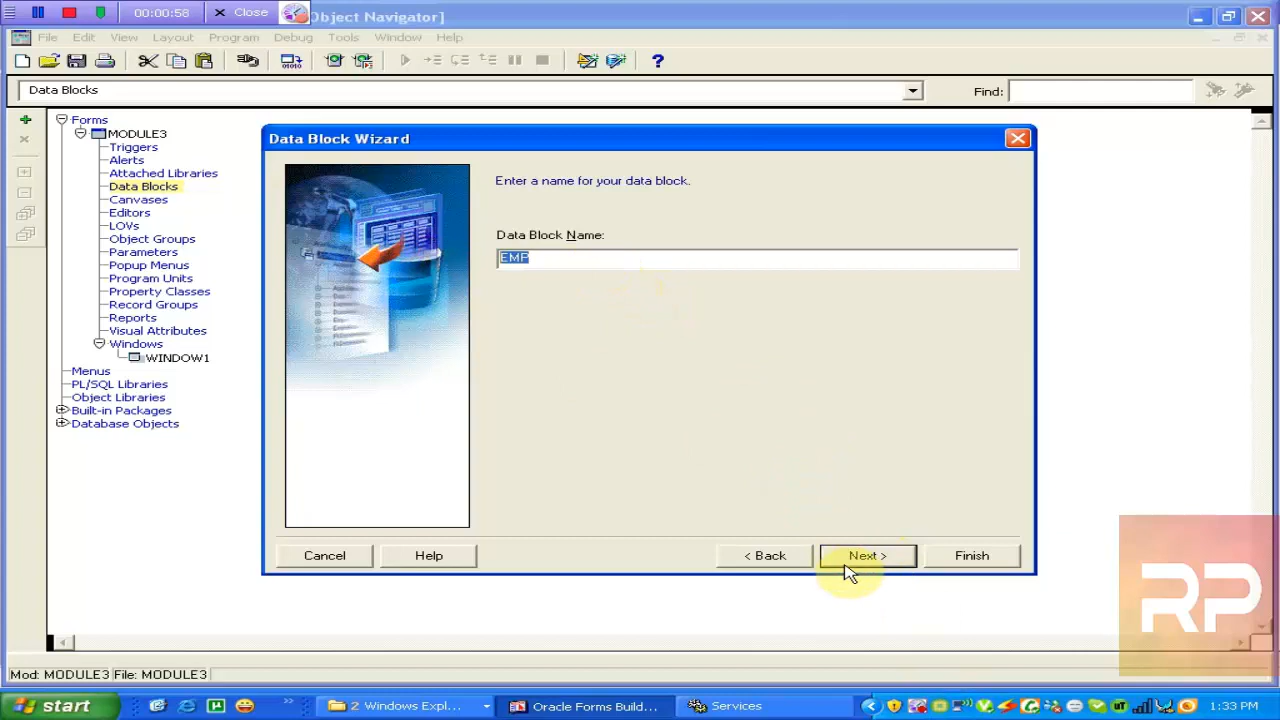 00:00:58
Close
Object Navigator]
File Edit View Layout Program Debug Tools Window Help
Data Blocks
Find:
Forms
MODULE3
Triggers
Alerts
Attached Libraries
Data Blocks
Canvases
Editors
LOVs
Object Groups
Parameters
Popup Menus
Program Units
Property Classes
Record Groups
Reports
Visual Attributes
Windows
WINDOW1
Menus
PL/SQL Libraries
Object Libraries
Built-in Packages
Database Objects
Data Block Wizard
Enter a name for your data block.
Data Block Name:
EMP
Cancel
Help
< Back
Next >
Finish
RP
Mod: MODULE3 File: MODULE3
start
2 Windows Expl...
Oracle Forms Build...
Services
1:33 PM